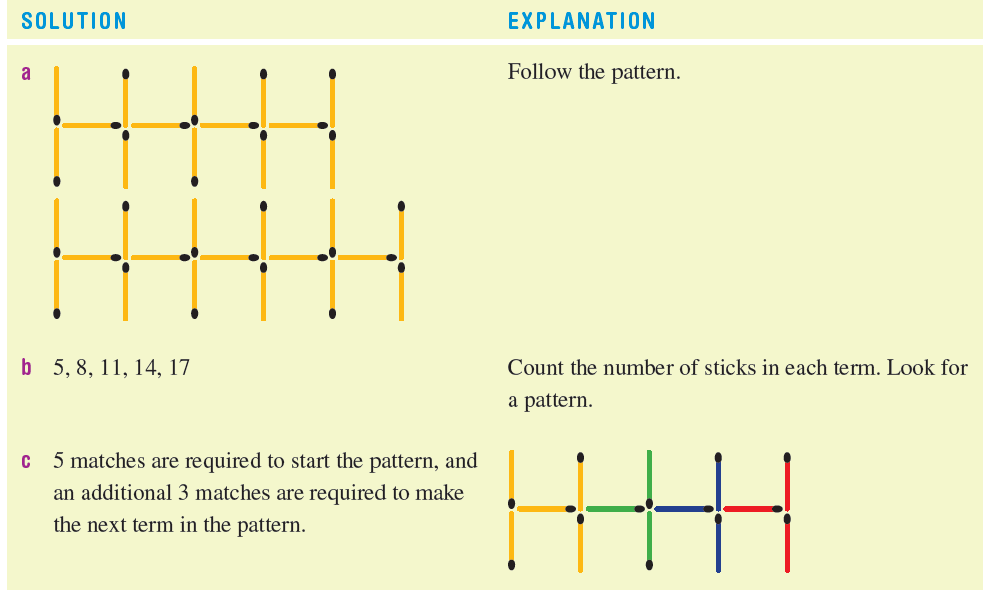 SOLUTION
EXPLANATION
a
Follow the pattern.
b 5, 8, 11, 14, 17
Count the number of sticks in each term. Look for
a pattern.
c 5 matches are required to start the pattern, and
an additional 3 matches are required to make
the next term in the pattern.